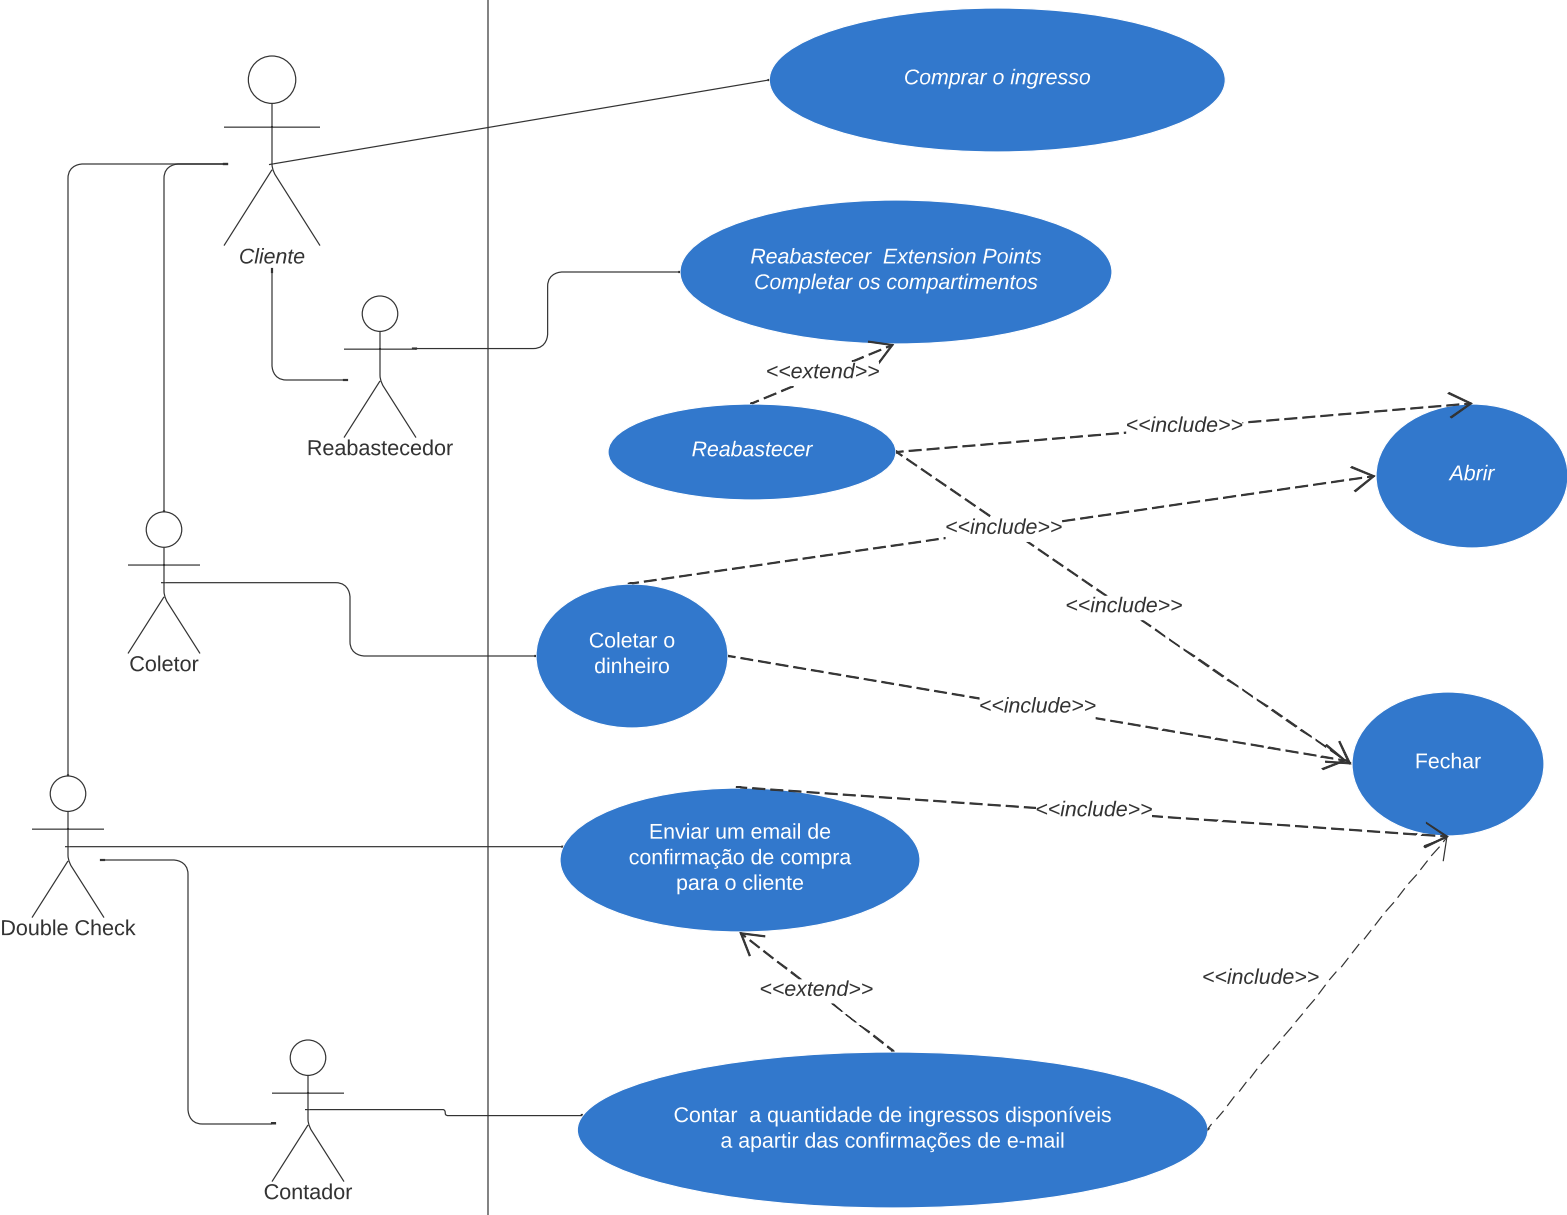 Comprar o ingresso
Cliente
Reabastecer  Extension Points
Completar os compartimentos
<<extend>>
Reabastecedor
Reabastecer
<<include>>
Abrir
<<include>>
<<include>>
Coletar o
dinheiro
Coletor
<<include>>
Fechar
<<include>>
Enviar um email de
confirmação de compra
para o cliente
Double Check
<<include>>
<<extend>>
Contar  a quantidade de ingressos disponíveis
a apartir das confirmações de e-mail
Contador